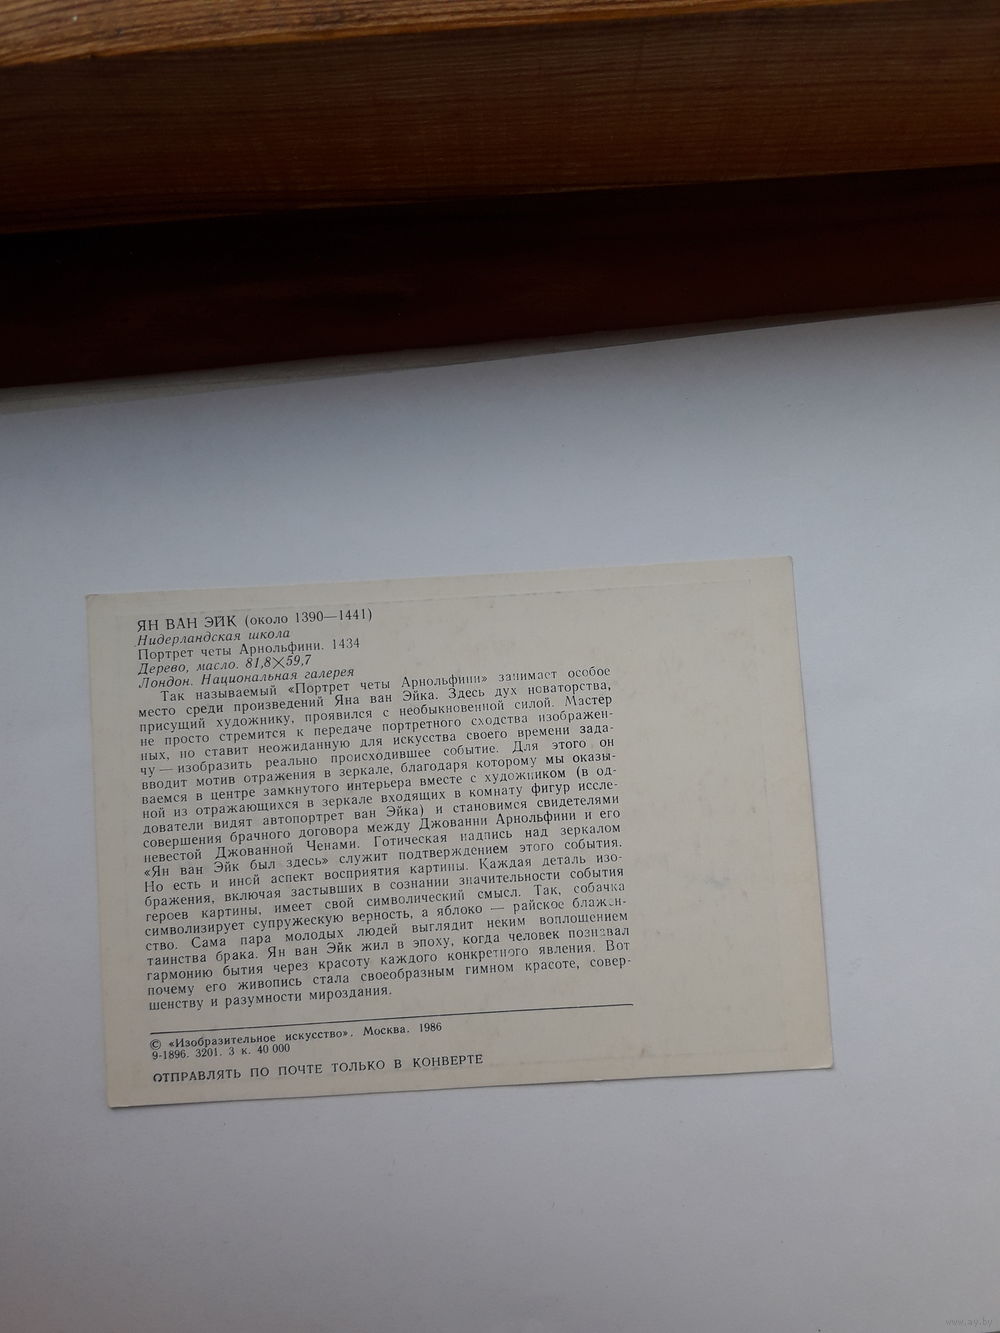 ЯН ВАН ЭЙК (около 1390—1441)
Нидерландская школа
Портрет четы Арнольфини. 1434
Дерево, масло. 81,8×59,7
Лондон. Национальная галерея
Так называемый «Портрет четы Арнольфини» занимает особое
место среди произведений Яна ван Эйка. Здесь дух новаторства,
присущий художнику, проявился с необыкновенной силой. Мастер
не просто стремится к передаче портретного сходства изображен-
ных, но ставит неожиданную для искусства своего времени зада-
чу — изобразить реально происходившее событие. Для этого он
вводит мотив отражения в зеркале, благодаря которому мы оказы-
ваемся в центре замкнутого интерьера вместе с художником (в од-
ной из отражающихся в зеркале входящих в комнату фигур иссле-
дователи видят автопортрет ван Эйка) и становимся свидетелями
совершения брачного договора между Джованни Арнольфини и его
невестой Джованной Ченами. Готическая надпись над зеркалом
«Ян ван Эйк был здесь» служит подтверждением этого события.
Но есть и иной аспект восприятия картины. Каждая деталь изо-
бражения, включая застывших в сознании значительности события
героев картины, имеет свой символический смысл. Так, собачка
символизирует супружескую верность, а яблоко — райское блажен-
ство. Сама пара молодых людей выглядит неким воплощением
таинства брака. Ян ван Эйк жил в эпоху, когда человек познавал
гармонию бытия через красоту каждого конкретного явления. Вот
почему его живопись стала своеобразным гимном красоте, совер-
шенству и разумности мироздания.
© «Изобразительное искусство». Москва. 1986
9-1896. 3201. 3 к. 40 000
ОТПРАВЛЯТЬ ПО ПОЧТЕ ТОЛЬКО В КОНВЕРТЕ
www.ay.by